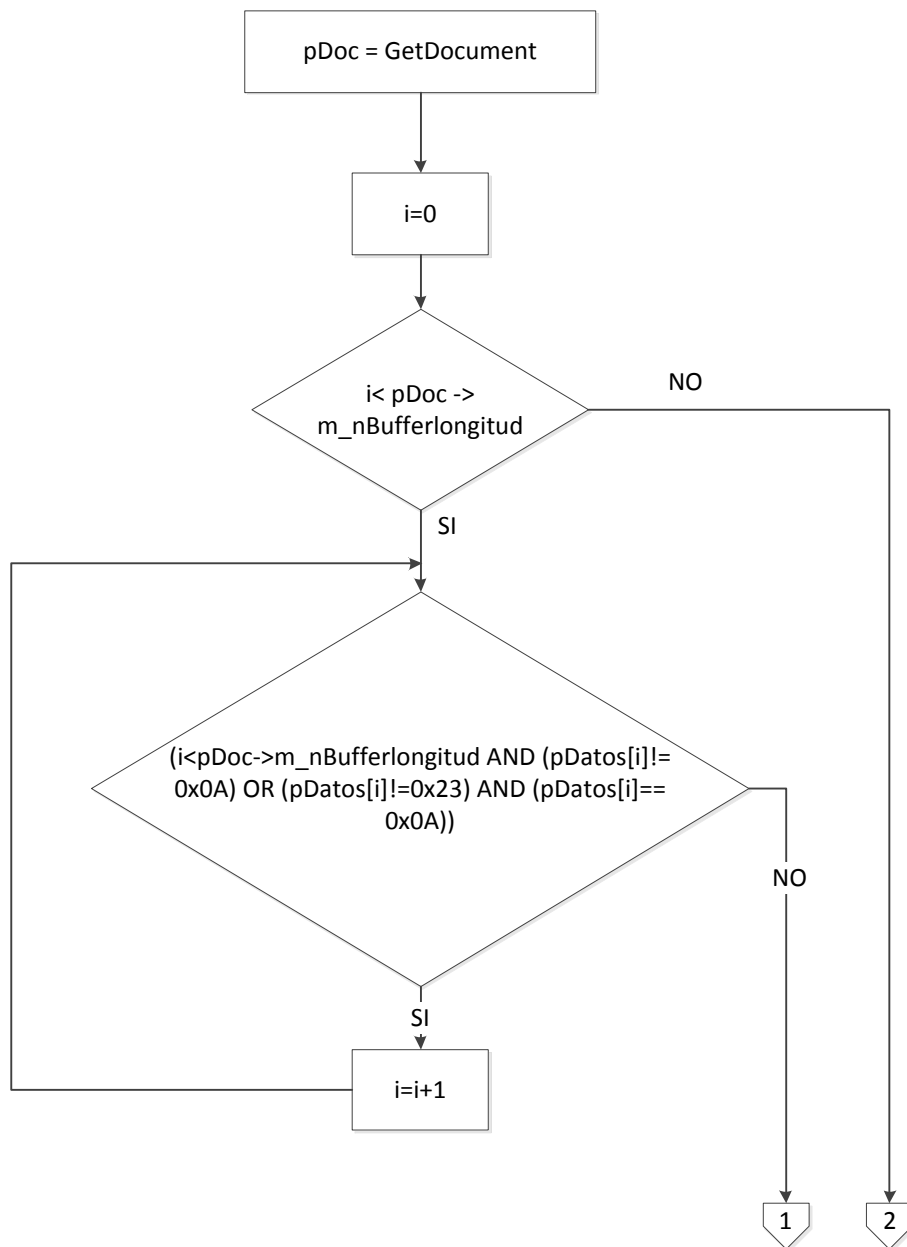 pDoc = GetDocument
i=0
i< pDoc ->
m_nBufferlongitud
NO
SI
(i<pDoc->m_nBufferlongitud AND (pDatos[i]!=
0x0A) OR (pDatos[i]!=0x23) AND (pDatos[i]==
0x0A))
NO
SI
i=i+1
1
2